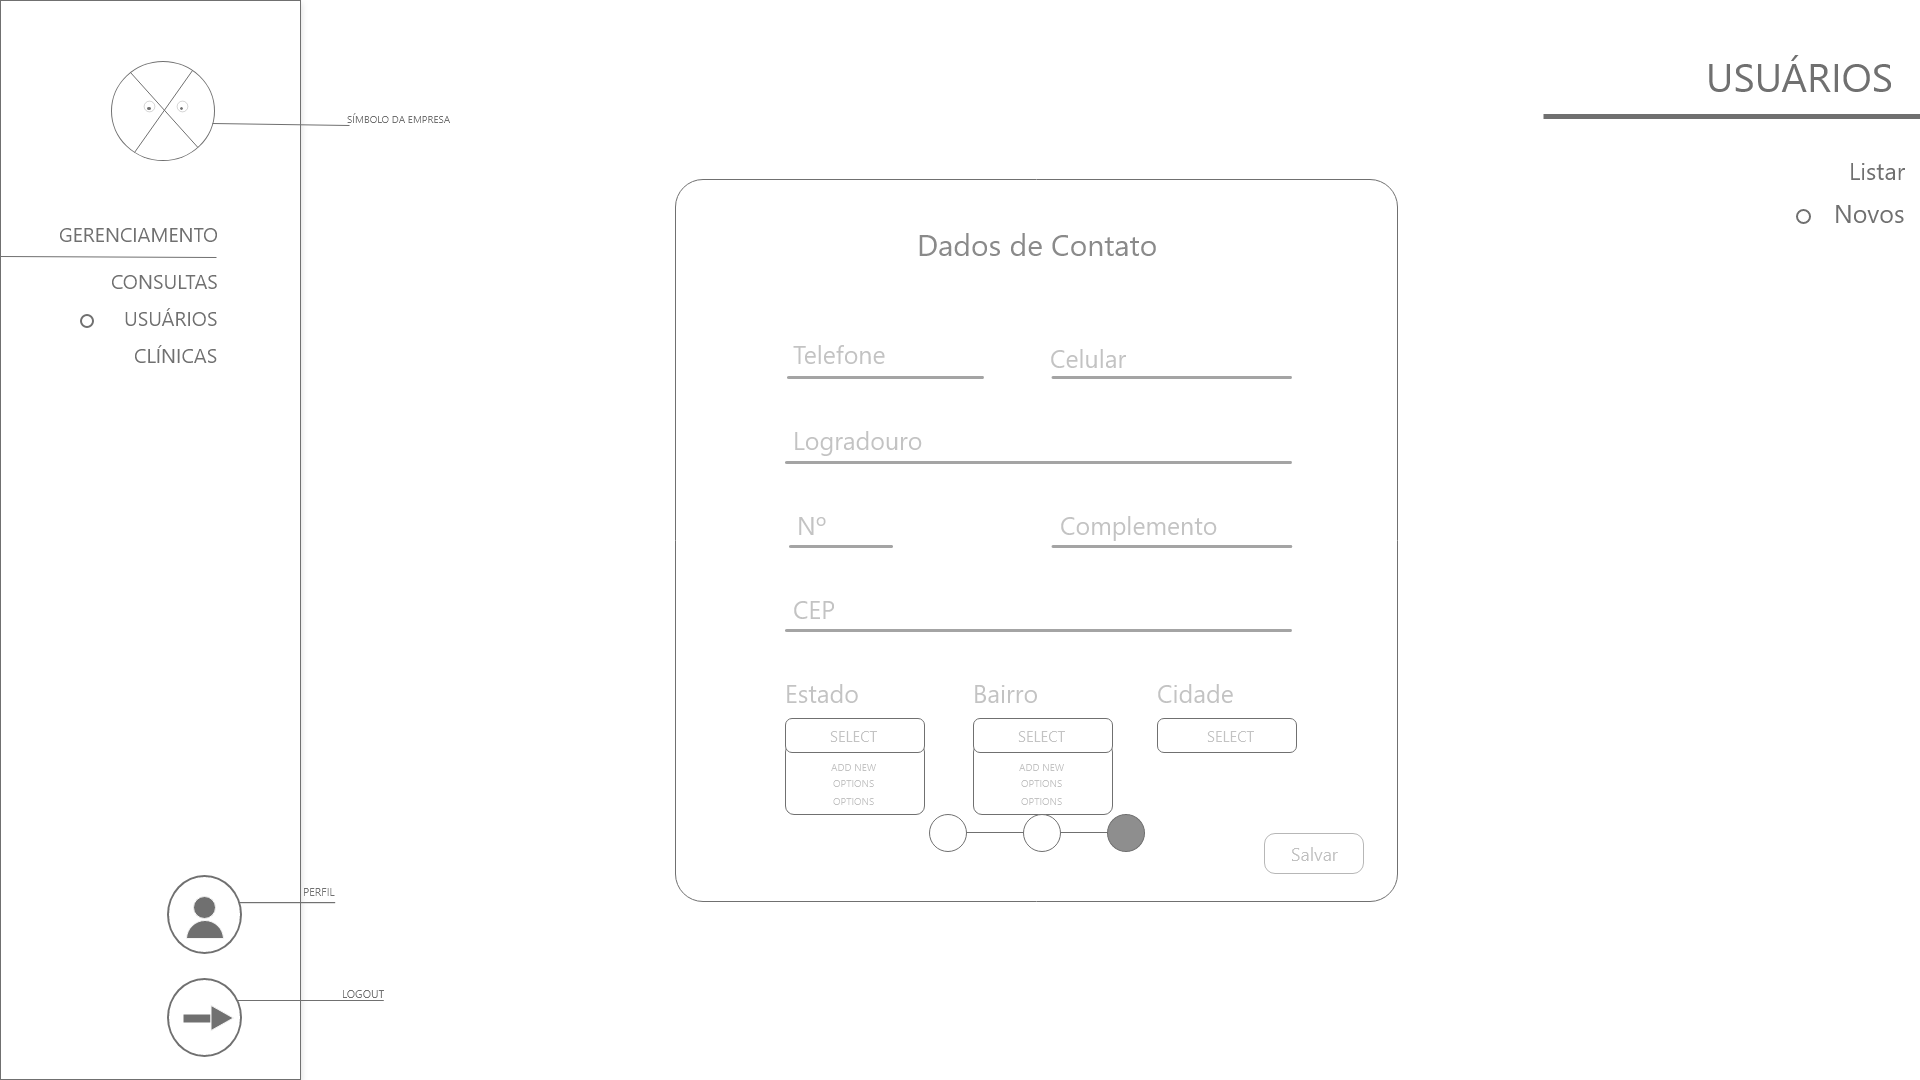 SÍMBOLO DA EMPRESA
GERENCIAMENTO
CONSULTAS
USUÁRIOS
CLÍNICAS
PERFIL
LOGOUT
Dados de Contato
Telefone Celular
Logradouro
Nº Complemento
CEP
Estado Bairro Cidade
SELECT SELECT SELECT
ADD NEW ADD NEW
OPTIONS OPTIONS
OPTIONS OPTIONS
Salvar
USUÁRIOS
Listar
Novos